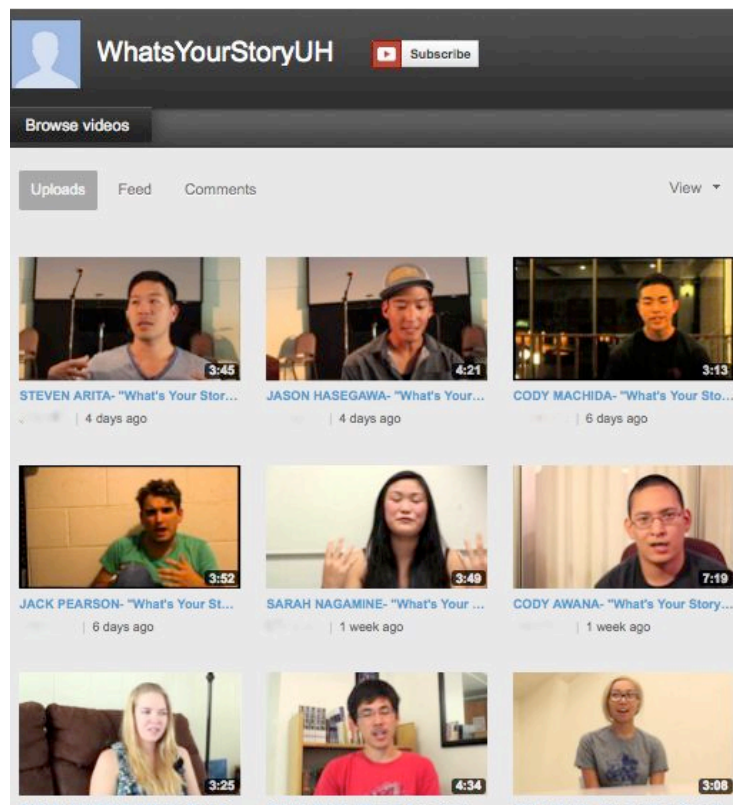 WhatsYourStoryUH
Subscribe
Browse videos
Uploads
Feed
Comments
View
3:45
4:21
3:13
STEVEN ARITA- "What's Your Stor...
JASON HASEGAWA- "What's Your...
CODY MACHIDA- "What's Your Sto...
| 4 days ago
| 4 days ago
| 6 days ago
3:52
3:49
7:19
JACK PEARSON- "What's Your St...
SARAH NAGAMINE- "What's Your ...
CODY AWANA- "What's Your Story...
| 6 days ago
| 1 week ago
| 1 week ago
3:25
4:34
3:08